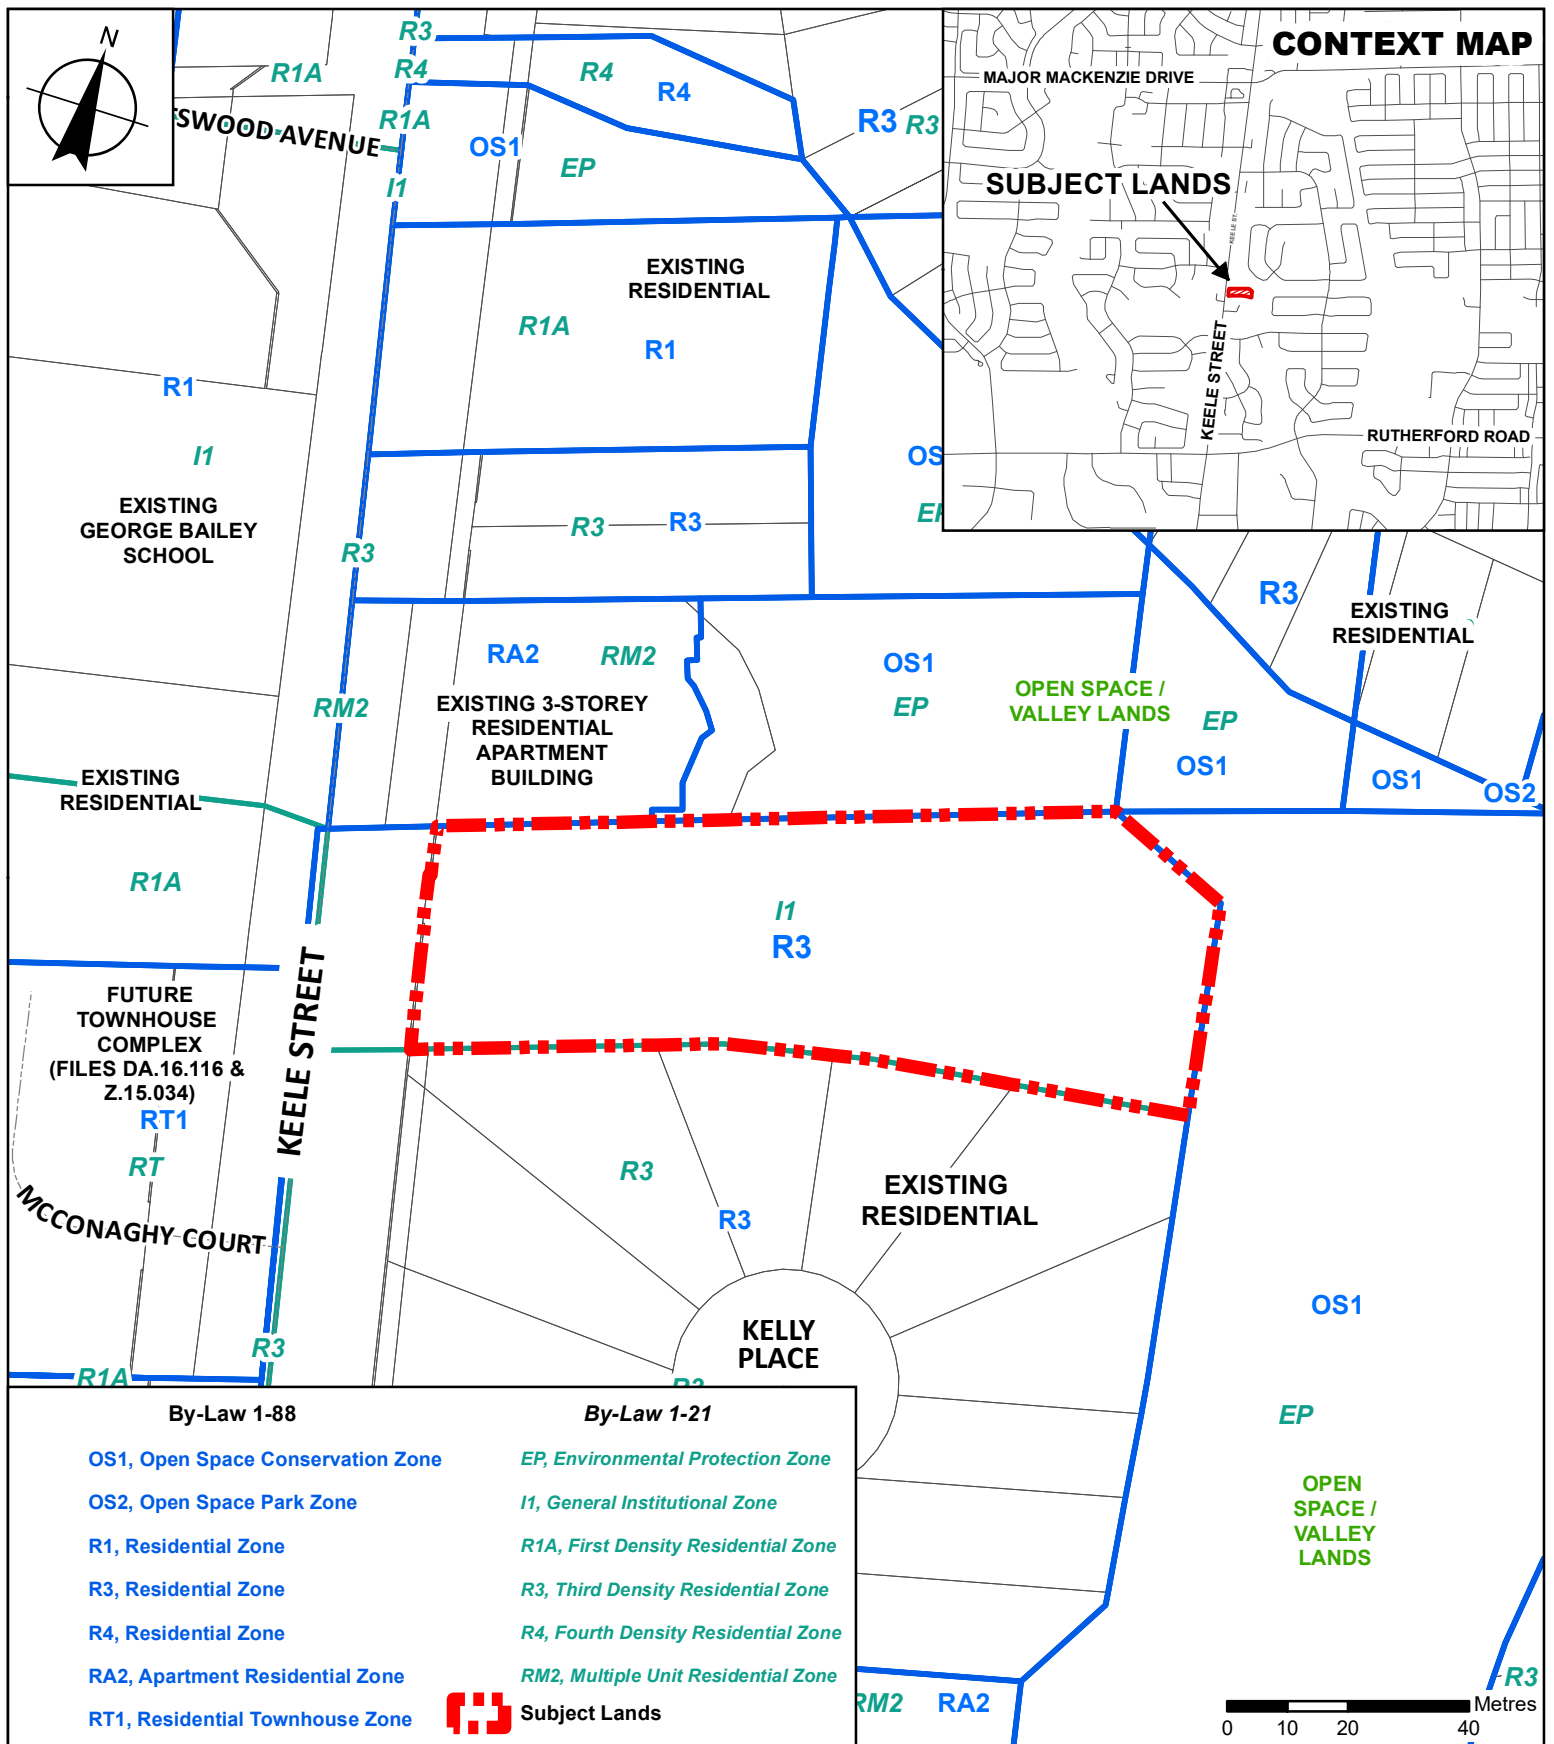 N
R3
R4
R1A
R1A
SWOOD AVENUE
I1
R4
R4
OS1
EP
R3 R3
CONTEXT MAP
MAJOR MACKENZIE DRIVE
SUBJECT LANDS
KEELE ST.
KEELE STREET
RUTHERFORD ROAD
EXISTING
RESIDENTIAL
R1A
R1
R1
I1
EXISTING
GEORGE BAILEY
SCHOOL
R3
R3
R3
OS
R3
EXISTING
RESIDENTIAL
RA2
RM2
OS1
EP
OPEN SPACE /
VALLEY LANDS
EP
OS1
OS1
OS2
RM2
EXISTING 3-STOREY
RESIDENTIAL
APARTMENT
BUILDING
EXISTING
RESIDENTIAL
R1A
I1
R3
KEELE STREET
FUTURE
TOWNHOUSE
COMPLEX
(FILES DA.16.116 &
Z.15.034)
RT1
RT
MCCONAGHY COURT
R3
R1A
R3
R3
EXISTING
RESIDENTIAL
KELLY
PLACE
OS1
EP
OPEN
SPACE /
VALLEY
LANDS
R3
RM2
RA2
By-Law 1-88
OS1, Open Space Conservation Zone
OS2, Open Space Park Zone
R1, Residential Zone
R3, Residential Zone
R4, Residential Zone
RA2, Apartment Residential Zone
RT1, Residential Townhouse Zone
By-Law 1-21
EP, Environmental Protection Zone
I1, General Institutional Zone
R1A, First Density Residential Zone
R3, Third Density Residential Zone
R4, Fourth Density Residential Zone
RM2, Multiple Unit Residential Zone
Subject Lands
Metres
0 10 20 40